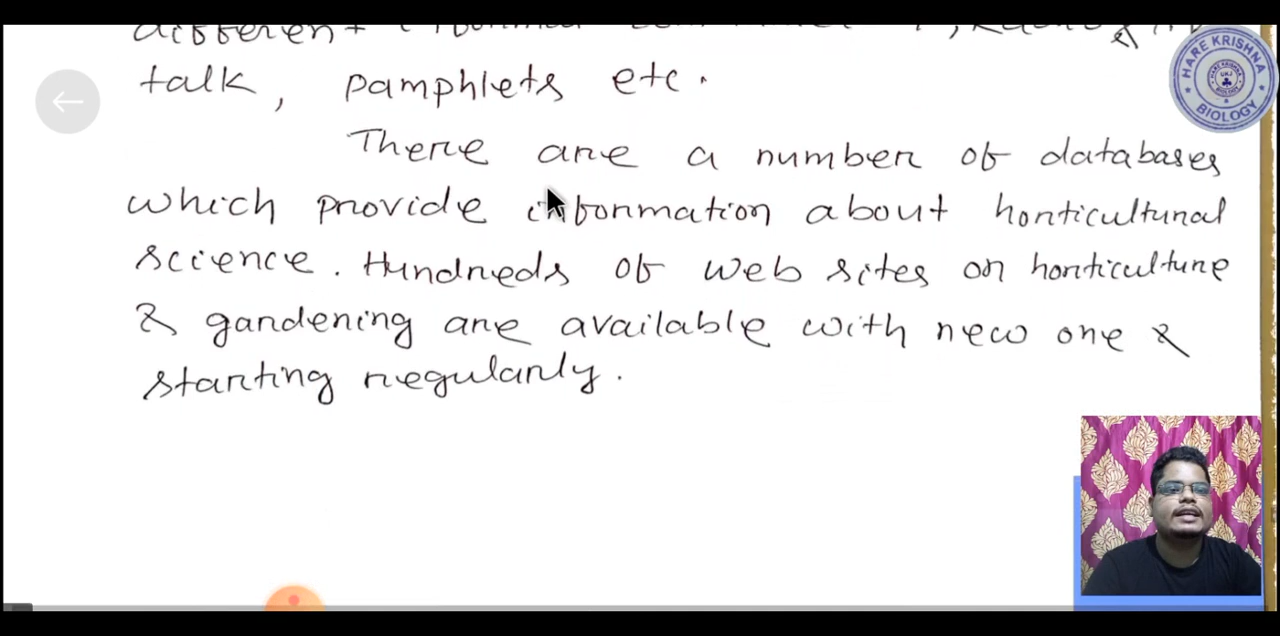 different
talk, pamphlets etc.
There are a number of databases
which provide information about horticultural
science. Hundreds of web sites on horticulture
& gardening are available with new one &
starting regularly.
HARE KRISHNA
BIOLOGY